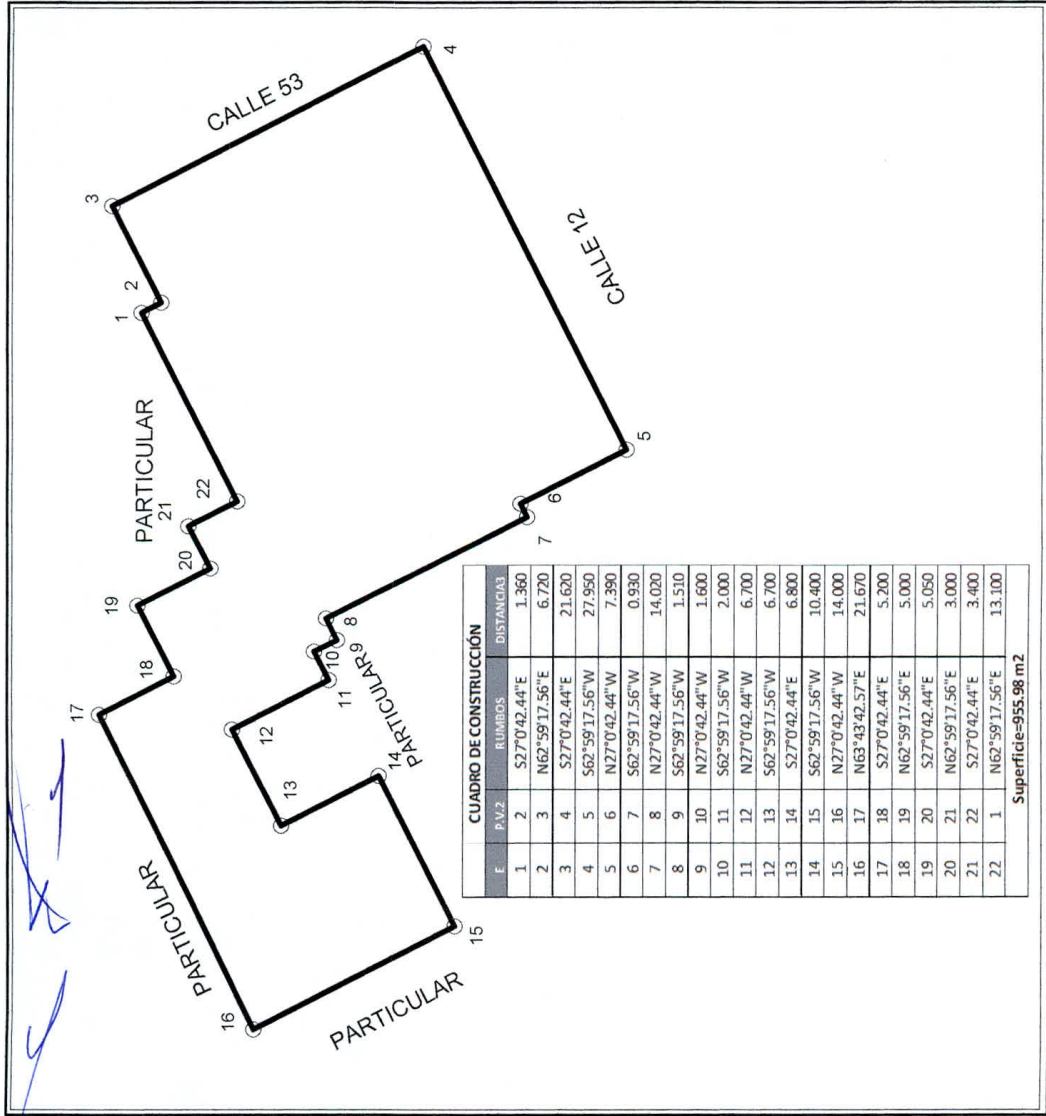 CALLE 53
CALLE 12
PARTICULAR
PARTICULAR
PARTICULAR
PARTICULAR
1
2
3
4
5
6
7
8
9
10
11
12
13
14
15
16
17
18
19
20
21
22
CUADRO DE CONSTRUCCIÓN
E P.V.2 RUMBOS DISTANCIA3
1 2 S27°0'42.44"E 1.360
2 3 N62°59'17.56"E 6.720
3 4 S27°0'42.44"E 21.620
4 5 S62°59'17.56"W 27.950
5 6 N27°0'42.44"W 7.390
6 7 S62°59'17.56"W 0.930
7 8 N27°0'42.44"W 14.020
8 9 S62°59'17.56"W 1.510
9 10 N27°0'42.44"W 1.600
10 11 S62°59'17.56"W 2.000
11 12 N27°0'42.44"W 6.700
12 13 S62°59'17.56"W 6.700
13 14 S27°0'42.44"E 6.800
14 15 S62°59'17.56"W 10.400
15 16 N27°0'42.44"W 14.000
16 17 N63°43'42.57"E 21.670
17 18 S27°0'42.44"E 5.200
18 19 N62°59'17.56"E 5.000
19 20 S27°0'42.44"E 5.050
20 21 N62°59'17.56"E 3.000
21 22 S27°0'42.44"E 3.400
22 1 N62°59'17.56"E 13.100
Superficie=955.98 m2